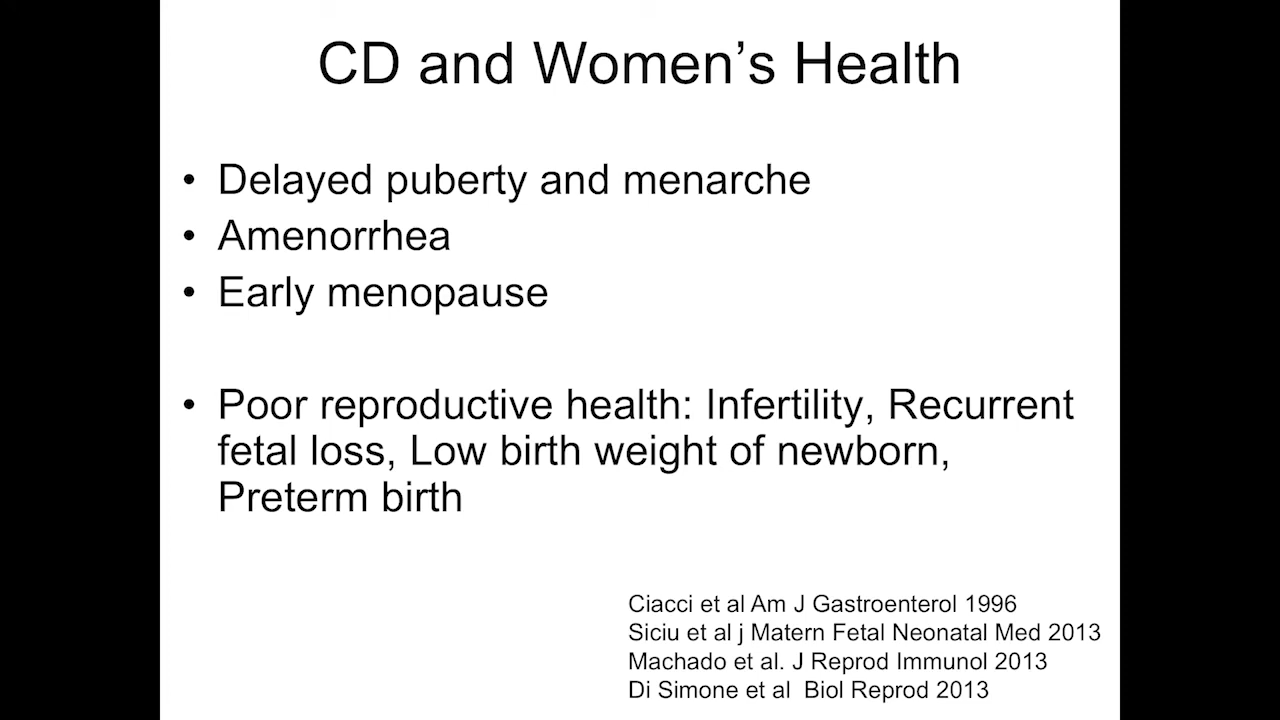 CD and Women’s Health
• Delayed puberty and menarche
• Amenorrhea
• Early menopause
• Poor reproductive health: Infertility, Recurrent
fetal loss, Low birth weight of newborn,
Preterm birth
Ciacci et al Am J Gastroenterol 1996
Siciu et al j Matern Fetal Neonatal Med 2013
Machado et al. J Reprod Immunol 2013
Di Simone et al  Biol Reprod 2013